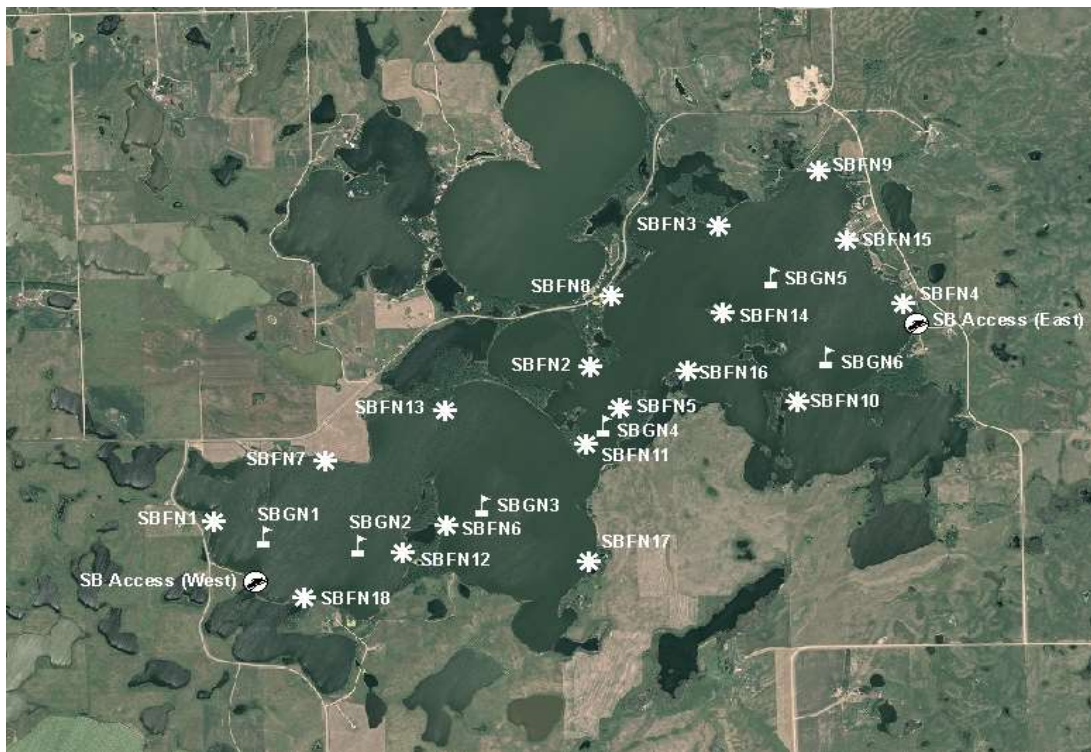 SBFN9
SBFN3
SBFN15
SBGN5
SBFN8
SBFN4
SBFN14
SB Access (East)
SBFN2
SBGN6
SBFN16
SBFN13
SBFN5
SBFN10
SBGN4
SBFN11
SBFN7
SBGN3
SBGN1
SBFN1
SBGN2
SBFN6
SBFN12
SBFN17
SB Access (West)
SBFN18